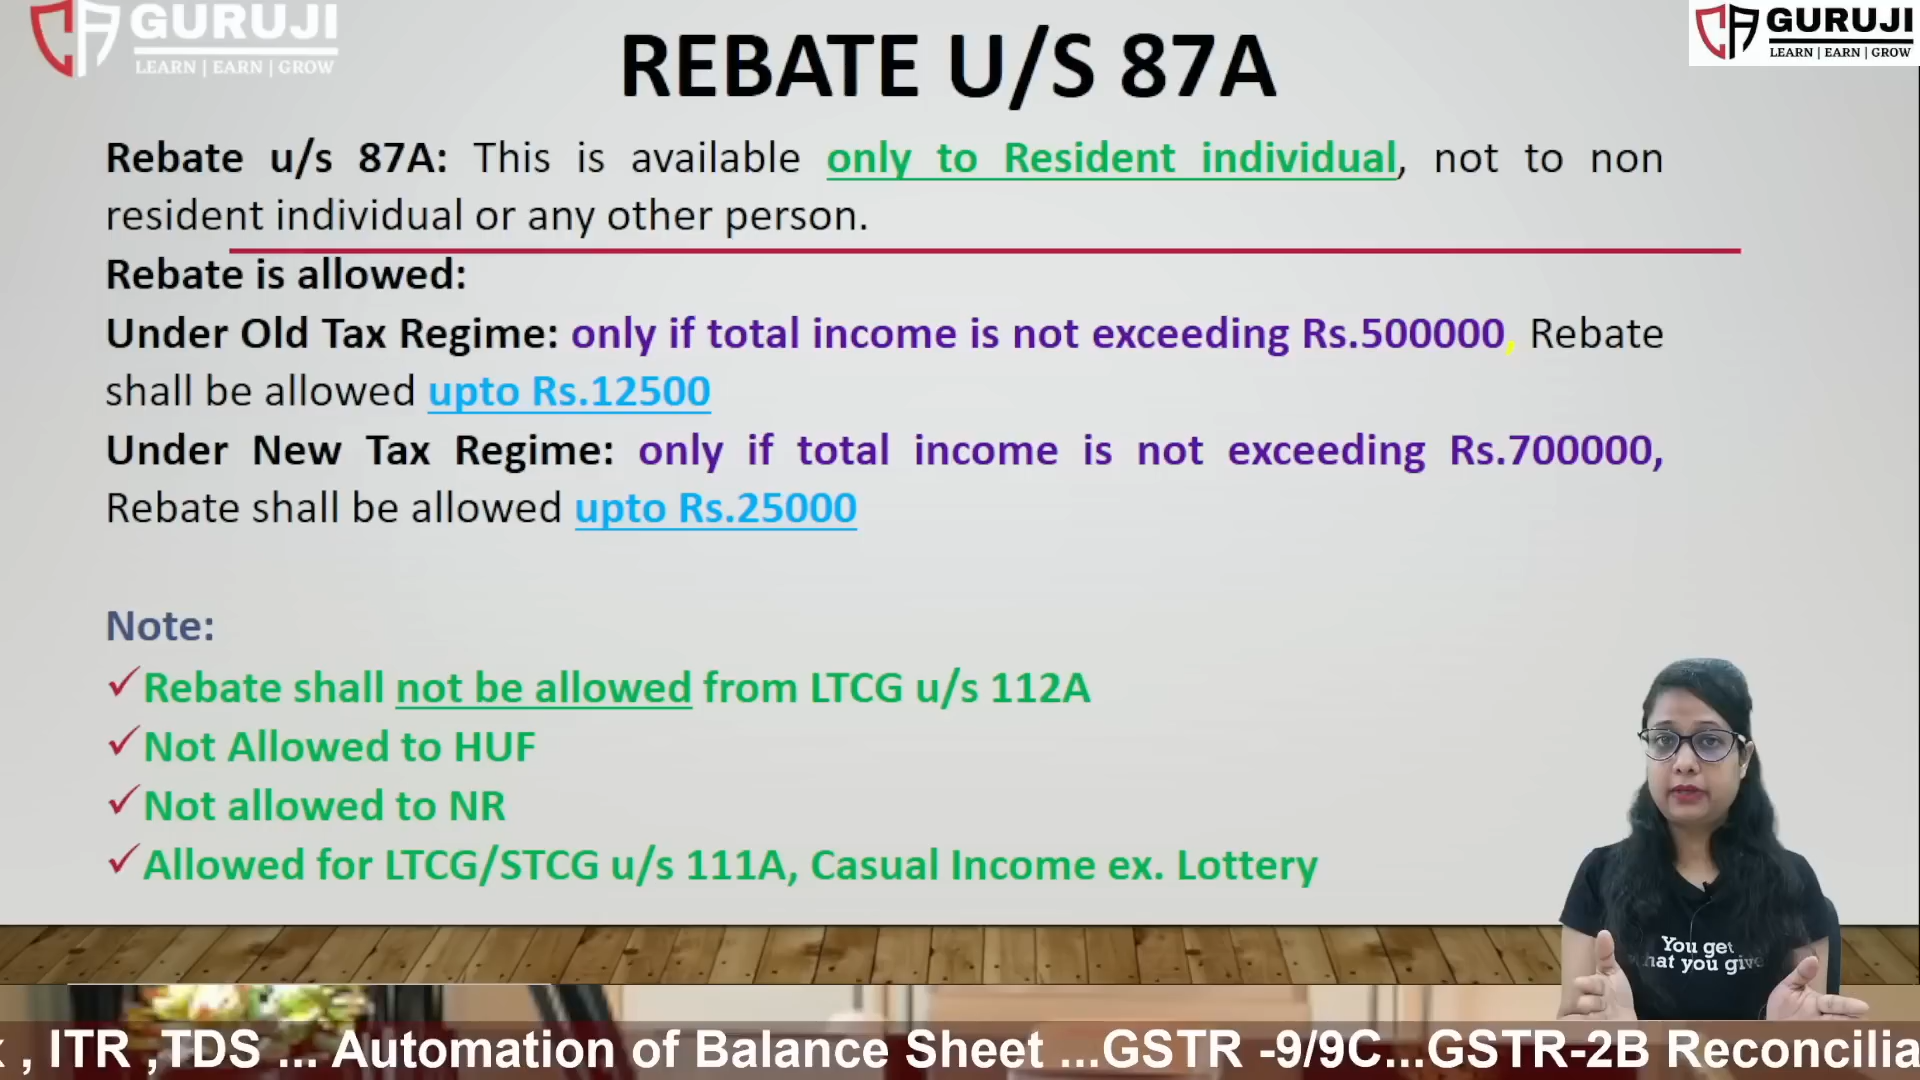 GURUJI
LEARN | EARN | GROW
REBATE U/S 87A
GURUJI
LEARN | EARN | GROW
Rebate u/s 87A: This is available only to Resident individual, not to non
resident individual or any other person.
Rebate is allowed:
Under Old Tax Regime: only if total income is not exceeding Rs.500000, Rebate
shall be allowed upto Rs.12500
Under New Tax Regime: only if total income is not exceeding Rs.700000,
Rebate shall be allowed upto Rs.25000
Note:
✓Rebate shall not be allowed from LTCG u/s 112A
✓Not Allowed to HUF
✓Not allowed to NR
✓Allowed for LTCG/STCG u/s 111A, Casual Income ex. Lottery
You get
hat you give
, ITR ,TDS ... Automation of Balance Sheet ...GSTR -9/9C...GSTR-2B Reconcilia